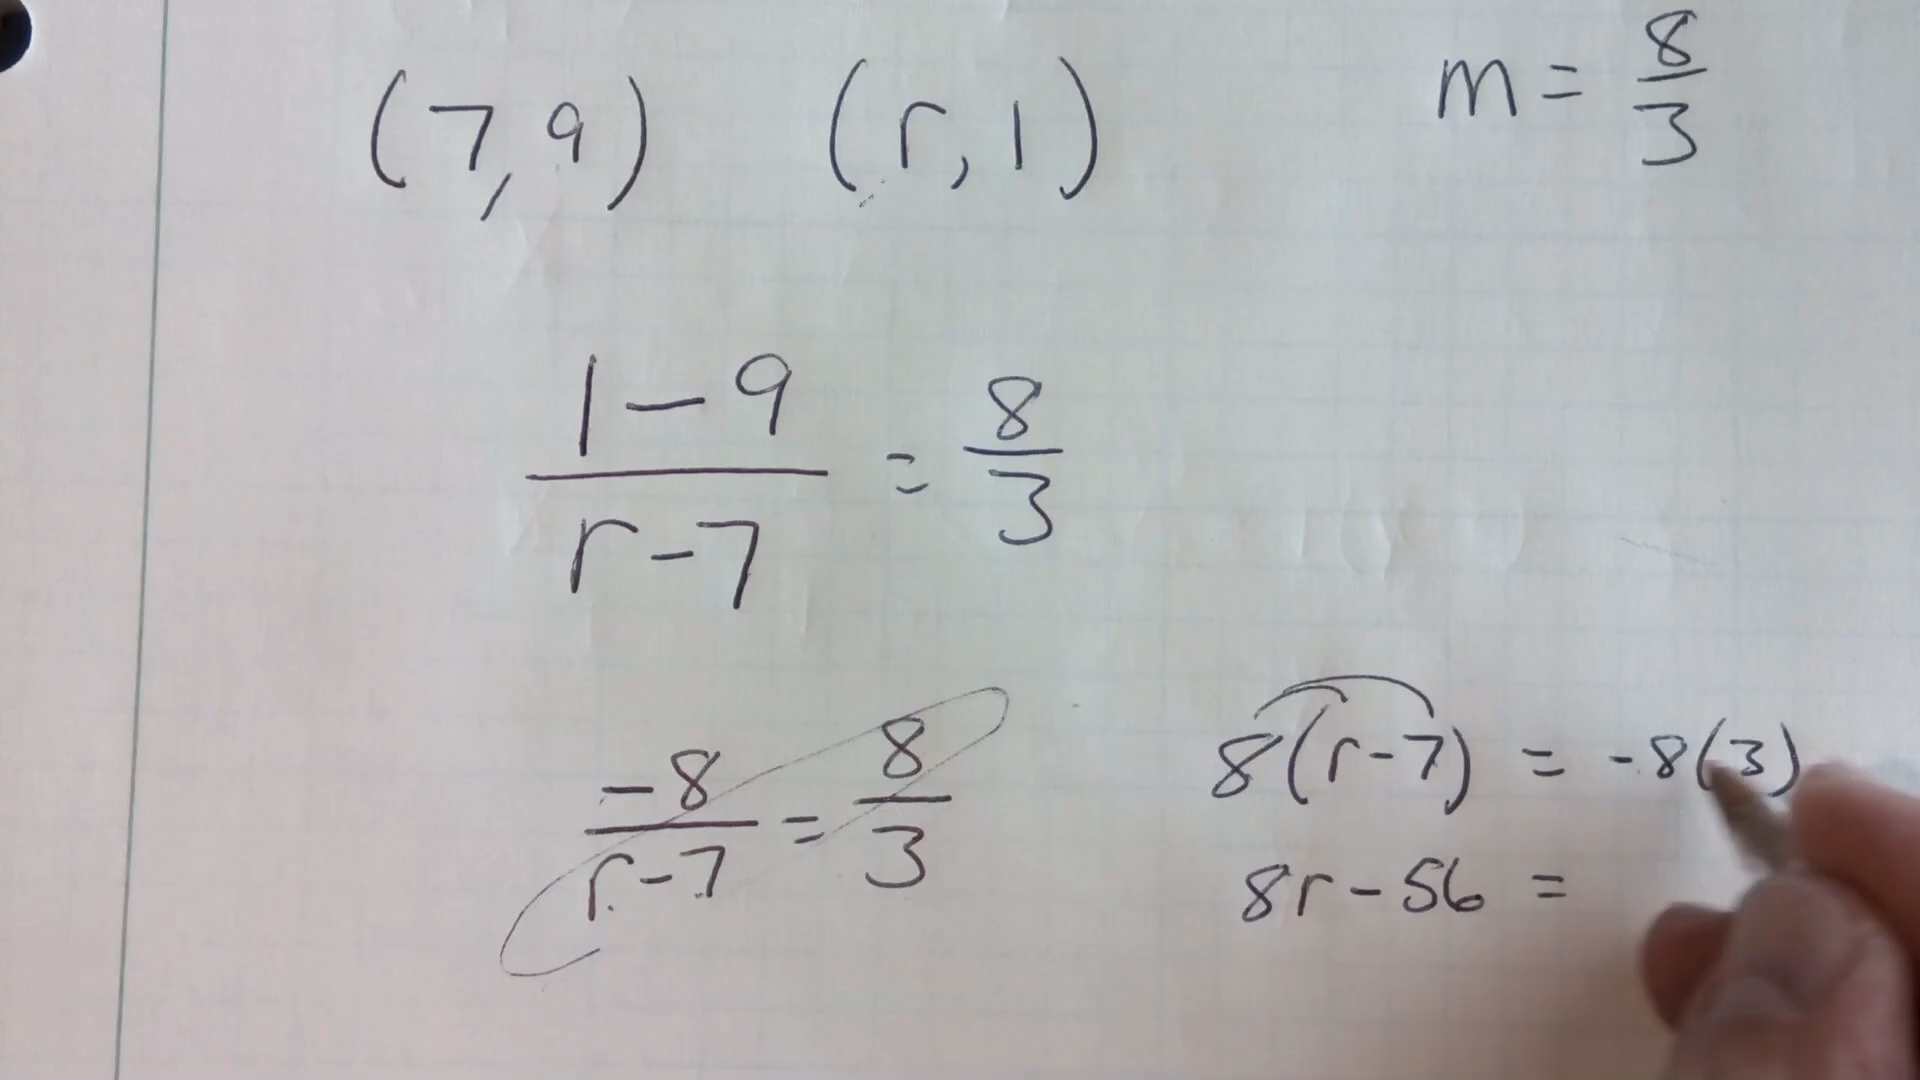 (7,9) (r,1) m = 8/3
1-9/r-7 = 8/3
-8/r-7 = 8/3
8(r-7) = -8(3)
8r-56 =